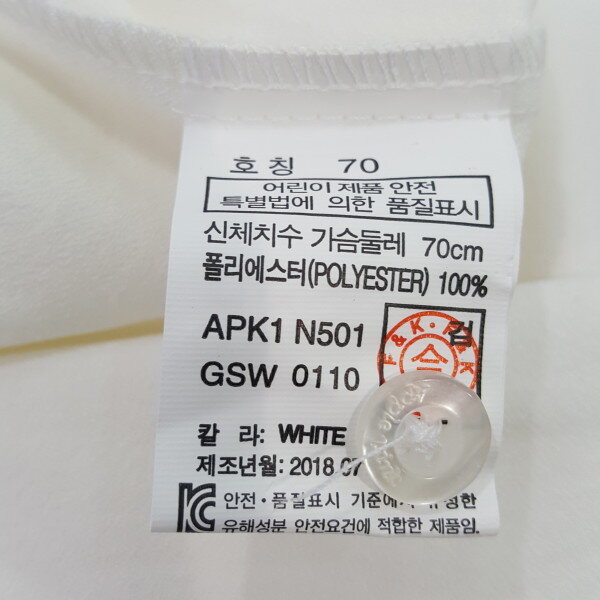 호칭 70
어린이 제품 안전
특별법에 의한 품질표시
신체치수 가슴둘레 70cm
폴리에스터(POLYESTER) 100%
APK1 N501
검
F&K·F&K
GSW 0110
칼 라: WHITE
제조년월: 2018 07
안전·품질표시 기준에서
유해성분 안전요건에 적합한 제품임.